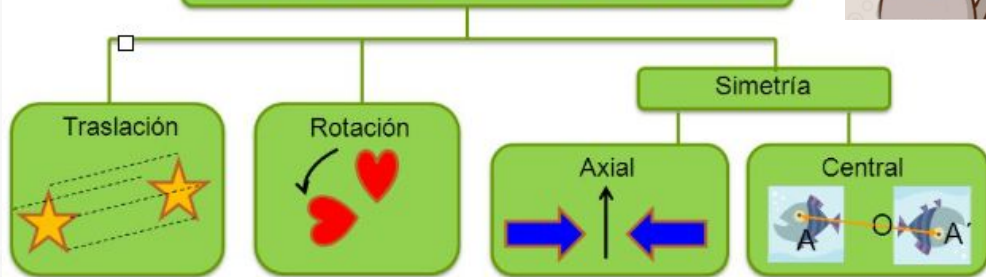 Simetría
Traslación
Rotación
Axial
Central
A
O
A´